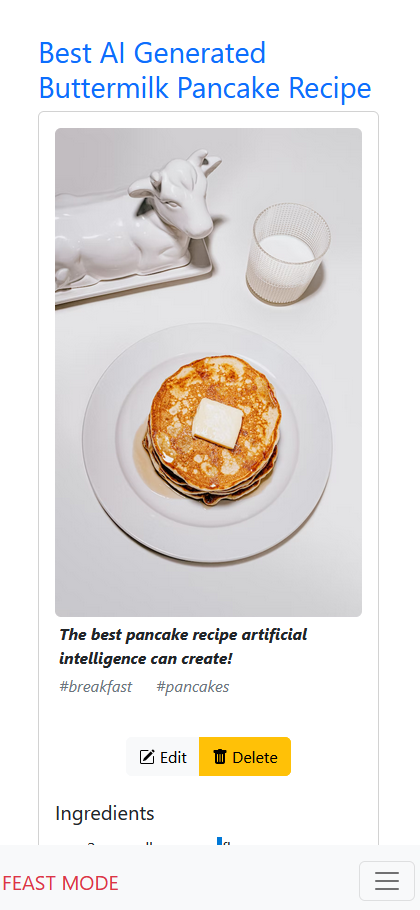 Best AI Generated
Buttermilk Pancake Recipe
The best pancake recipe artificial
intelligence can create!
#breakfast #pancakes
Edit Delete
Ingredients
FEAST MODE